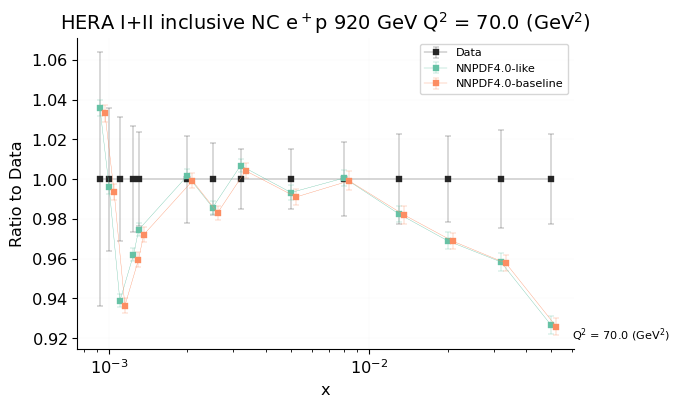 HERA I+II inclusive NC e⁺p 920 GeV Q² = 70.0 (GeV²)
Data
NNPDF4.0-like
NNPDF4.0-baseline
Ratio to Data
1.06
1.04
1.02
1.00
0.98
0.96
0.94
0.92
Q² = 70.0 (GeV²)
10⁻³
10⁻²
x